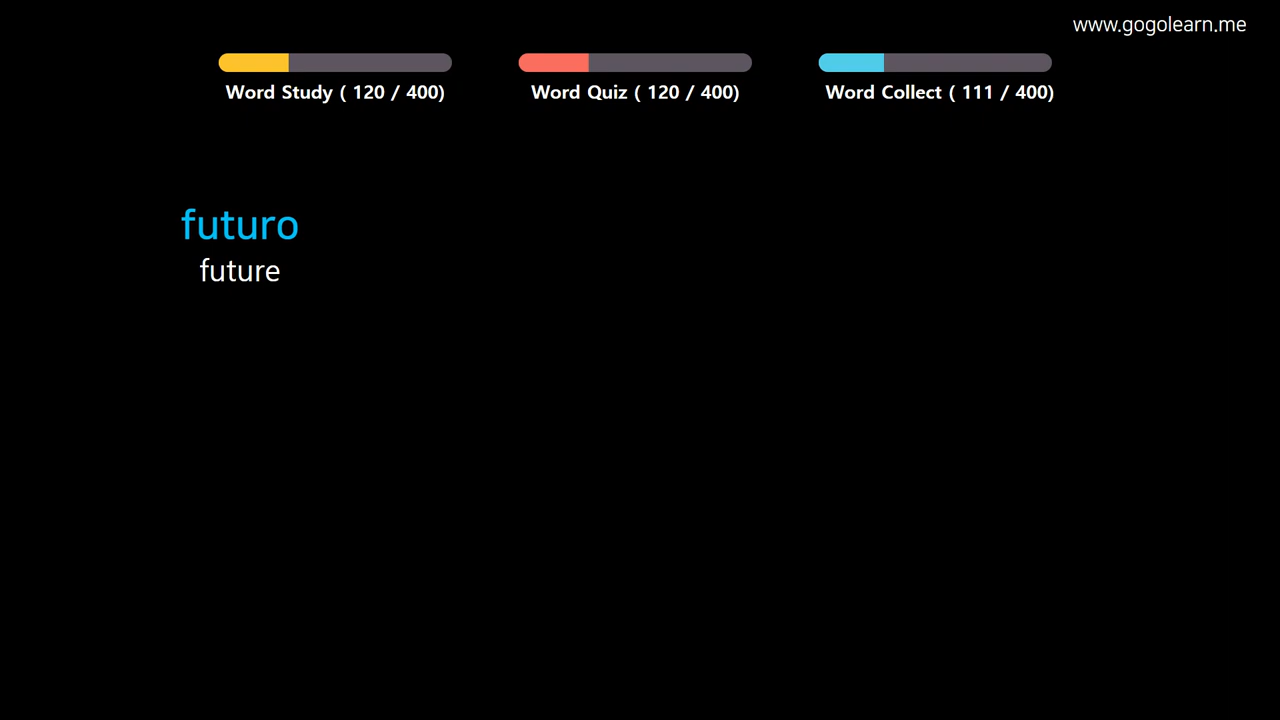 www.gogolearn.me
Word Study ( 120 / 400)
Word Quiz ( 120 / 400)
Word Collect ( 111 / 400)
futuro
future